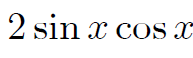 2 sin x cos x